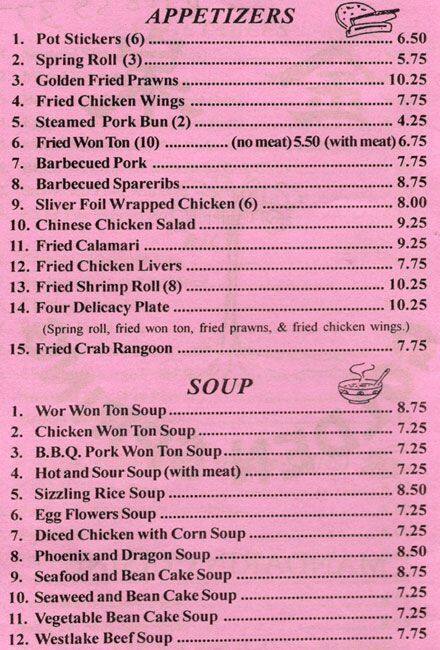 APPETIZERS
1. Pot Stickers (6) 6.50
2. Spring Roll (3) 5.75
3. Golden Fried Prawns 10.25
4. Fried Chicken Wings 7.75
5. Steamed Pork Bun (2) 4.25
6. Fried Won Ton (10) (no meat) 5.50 (with meat) 6.75
7. Barbecued Pork 7.75
8. Barbecued Spareribs 8.75
9. Sliver Foil Wrapped Chicken (6) 8.00
10. Chinese Chicken Salad 9.25
11. Fried Calamari 9.25
12. Fried Chicken Livers 7.75
13. Fried Shrimp Roll (8) 10.25
14. Four Delicacy Plate 10.25
(Spring roll, fried won ton, fried prawns, & fried chicken wings.)
15. Fried Crab Rangoon 7.75
SOUP
1. Wor Won Ton Soup 8.75
2. Chicken Won Ton Soup 7.25
3. B.B.Q. Pork Won Ton Soup 7.25
4. Hot and Sour Soup (with meat) 7.25
5. Sizzling Rice Soup 8.50
6. Egg Flowers Soup 7.25
7. Diced Chicken with Corn Soup 7.25
8. Phoenix and Dragon Soup 8.50
9. Seafood and Bean Cake Soup 8.75
10. Seaweed and Bean Cake Soup 7.25
11. Vegetable Bean Cake Soup 7.25
12. Westlake Beef Soup 7.75